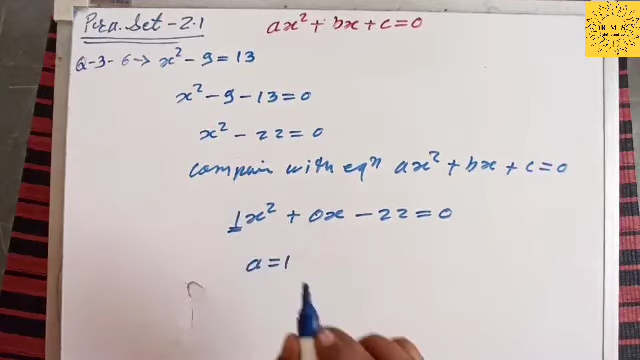 Pra. Set - 2.1
ax² + bx + c = 0
Q-3-6→ x² - 9 = 13
x² - 9 - 13 = 0
x² - 22 = 0
compair with eqⁿ ax² + bx + c = 0
1x² + 0x - 22 = 0
a = 1